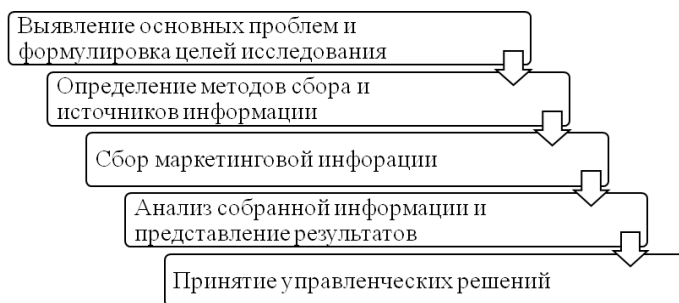 Выявление основных проблем и
формулировка целей исследования
Определение методов сбора и
источников информации
Сбор маркетинговой инфорации
Анализ собранной информации и
представление результатов
Принятие управленческих решений